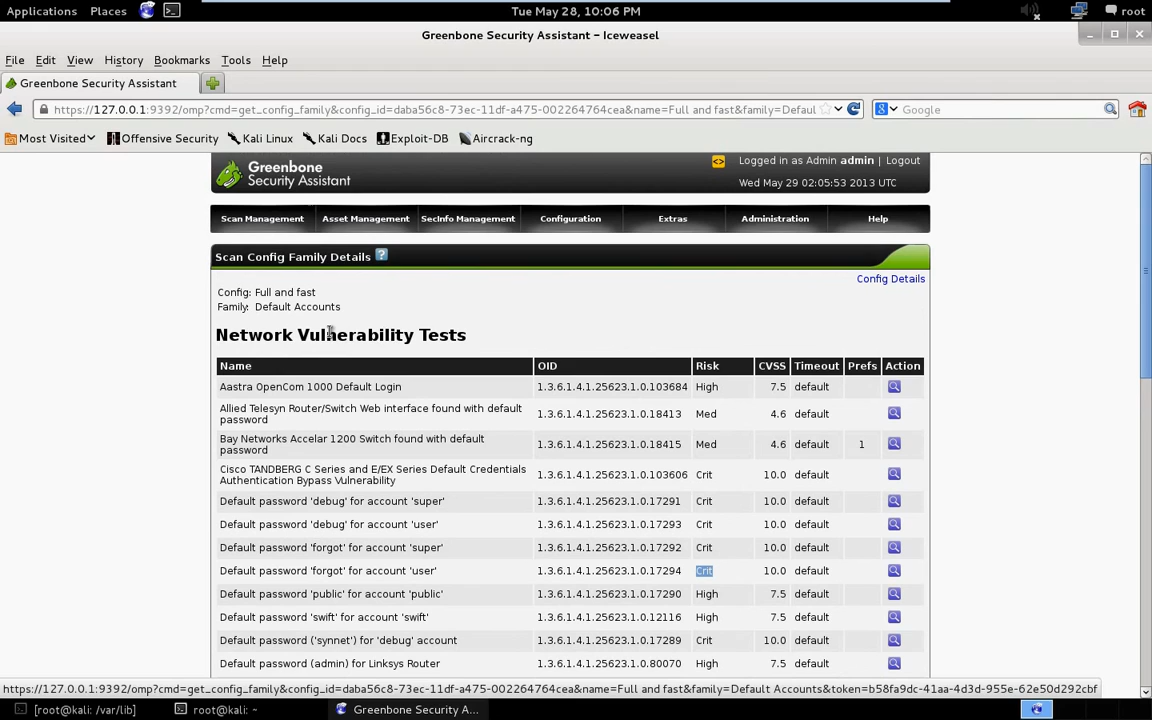 Applications Places Tue May 28, 10:06 PM root
Greenbone Security Assistant - Iceweasel
File Edit View History Bookmarks Tools Help
Greenbone Security Assistant
https://127.0.0.1:9392/omp?cmd=get_config_family&config_id=daba56c8-73ec-11df-a475-002264764cea&name=Full and fast&family=Defaul Google
Most Visited Offensive Security Kali Linux Kali Docs Exploit-DB Aircrack-ng
Greenbone
Security Assistant
Logged in as Admin admin | Logout
Wed May 29 02:05:53 2013 UTC
Scan Management Asset Management SecInfo Management Configuration Extras Administration Help
Scan Config Family Details ?
Config Details
Config: Full and fast
Family: Default Accounts
Network Vulnerability Tests
Name OID Risk CVSS Timeout Prefs Action
Aastra OpenCom 1000 Default Login 1.3.6.1.4.1.25623.1.0.103684 High 7.5 default
Allied Telesyn Router/Switch Web interface found with default
password 1.3.6.1.4.1.25623.1.0.18413 Med 4.6 default
Bay Networks Accelar 1200 Switch found with default
password 1.3.6.1.4.1.25623.1.0.18415 Med 4.6 default 1
Cisco TANDBERG C Series and E/EX Series Default Credentials
Authentication Bypass Vulnerability 1.3.6.1.4.1.25623.1.0.103606 Crit 10.0 default
Default password 'debug' for account 'super' 1.3.6.1.4.1.25623.1.0.17291 Crit 10.0 default
Default password 'debug' for account 'user' 1.3.6.1.4.1.25623.1.0.17293 Crit 10.0 default
Default password 'forgot' for account 'super' 1.3.6.1.4.1.25623.1.0.17292 Crit 10.0 default
Default password 'forgot' for account 'user' 1.3.6.1.4.1.25623.1.0.17294 Crit 10.0 default
Default password 'public' for account 'public' 1.3.6.1.4.1.25623.1.0.17290 High 7.5 default
Default password 'swift' for account 'swift' 1.3.6.1.4.1.25623.1.0.12116 High 7.5 default
Default password ('synnet') for 'debug' account 1.3.6.1.4.1.25623.1.0.17289 Crit 10.0 default
Default password (admin) for Linksys Router 1.3.6.1.4.1.25623.1.0.80070 High 7.5 default
https://127.0.0.1:9392/omp?cmd=get_config_family&config_id=daba56c8-73ec-11df-a475-002264764cea&name=Full and fast&family=Default Accounts&token=b58fa9dc-41aa-4d3d-955e-62e50d292cbf
[root@kali: /var/lib] root@kali: ~ Greenbone Security A...